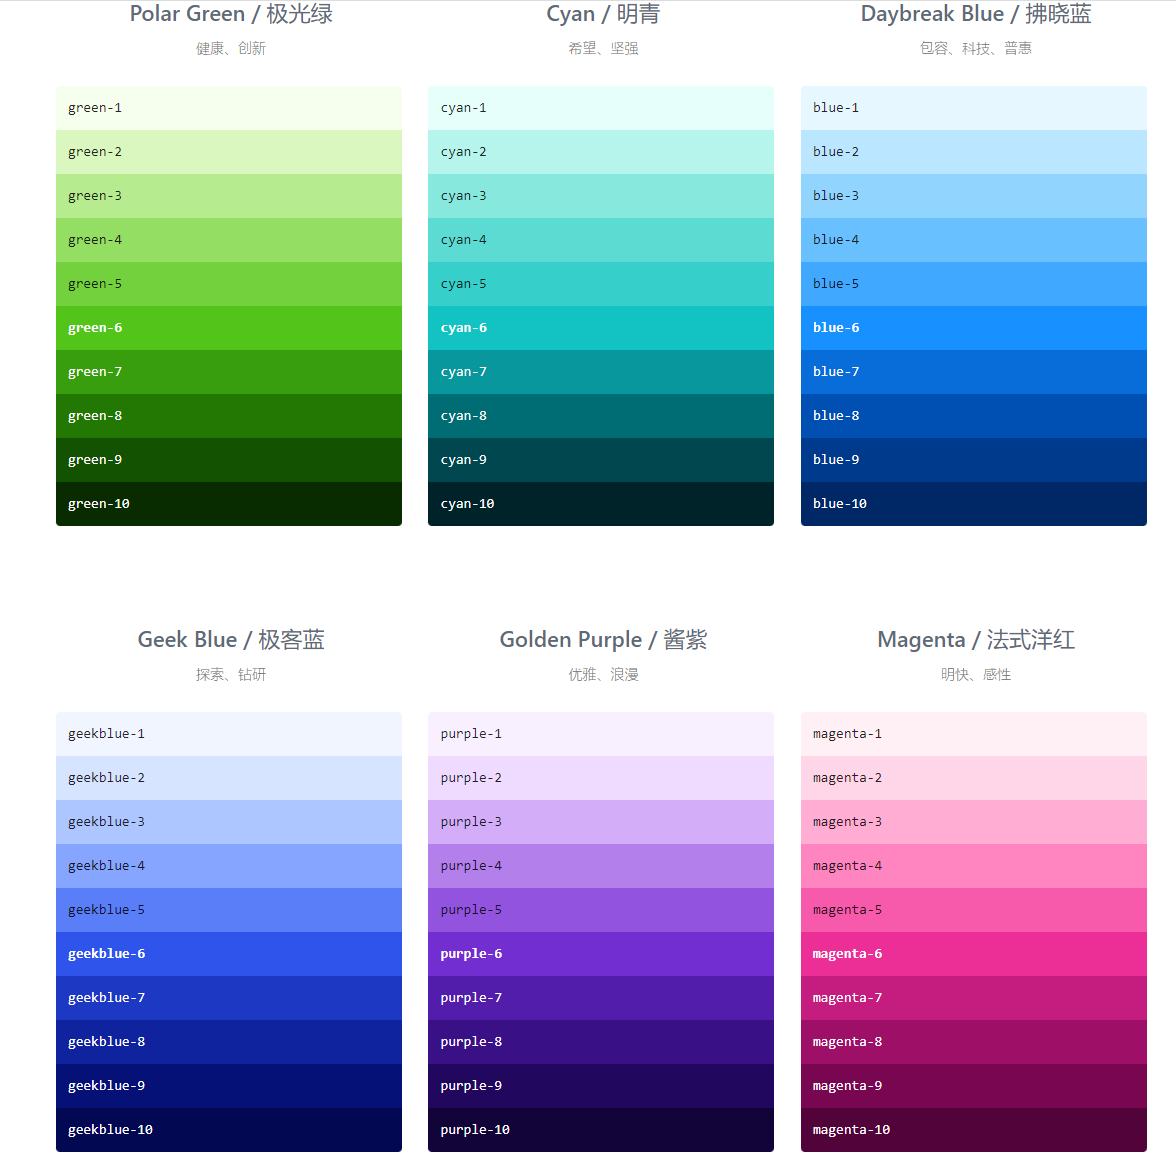 Polar Green / 极光绿
健康、创新
green-1
green-2
green-3
green-4
green-5
green-6
green-7
green-8
green-9
green-10
Cyan / 明青
希望、坚强
cyan-1
cyan-2
cyan-3
cyan-4
cyan-5
cyan-6
cyan-7
cyan-8
cyan-9
cyan-10
Daybreak Blue / 拂晓蓝
包容、科技、普惠
blue-1
blue-2
blue-3
blue-4
blue-5
blue-6
blue-7
blue-8
blue-9
blue-10
Geek Blue / 极客蓝
探索、钻研
geekblue-1
geekblue-2
geekblue-3
geekblue-4
geekblue-5
geekblue-6
geekblue-7
geekblue-8
geekblue-9
geekblue-10
Golden Purple / 酱紫
优雅、浪漫
purple-1
purple-2
purple-3
purple-4
purple-5
purple-6
purple-7
purple-8
purple-9
purple-10
Magenta / 法式洋红
明快、感性
magenta-1
magenta-2
magenta-3
magenta-4
magenta-5
magenta-6
magenta-7
magenta-8
magenta-9
magenta-10